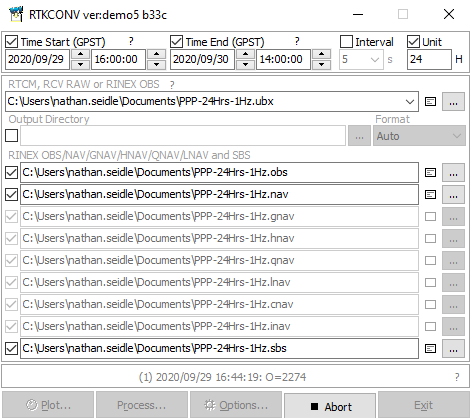 RTKCONV ver:demo5 b33c
Time Start (GPST) ? Time End (GPST) ? Interval Unit
2020/09/29 16:00:00 2020/09/30 14:00:00 5 s 24 H
RTCM, RCV RAW or RINEX OBS ?
C:\Users\nathan.seidle\Documents\PPP-24Hrs-1Hz.ubx ...
Output Directory Format
... Auto
RINEX OBS/NAV/GNAV/HNAV/QNAV/LNAV and SBS
C:\Users\nathan.seidle\Documents\PPP-24Hrs-1Hz.obs ...
C:\Users\nathan.seidle\Documents\PPP-24Hrs-1Hz.nav ...
C:\Users\nathan.seidle\Documents\PPP-24Hrs-1Hz.gnav ...
C:\Users\nathan.seidle\Documents\PPP-24Hrs-1Hz.hnav ...
C:\Users\nathan.seidle\Documents\PPP-24Hrs-1Hz.qnav ...
C:\Users\nathan.seidle\Documents\PPP-24Hrs-1Hz.lnav ...
C:\Users\nathan.seidle\Documents\PPP-24Hrs-1Hz.cnav ...
C:\Users\nathan.seidle\Documents\PPP-24Hrs-1Hz.inav ...
C:\Users\nathan.seidle\Documents\PPP-24Hrs-1Hz.sbs ...
(1) 2020/09/29 16:44:19: O=2274 ?
Plot... Process... Options... Abort Exit